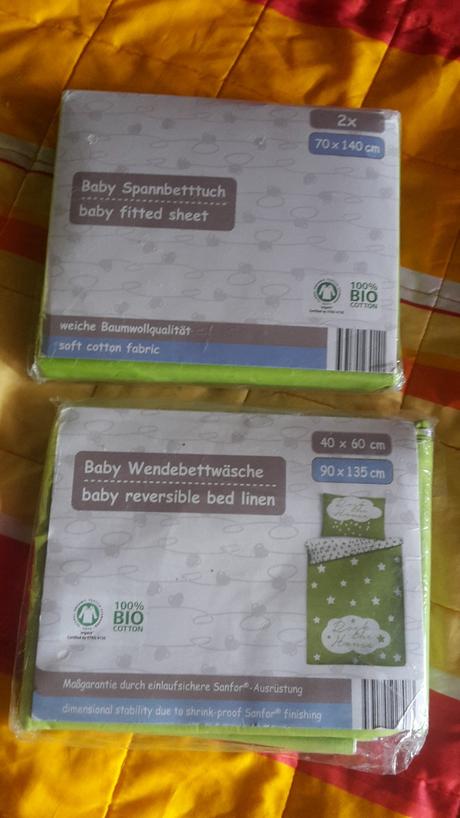 2x
70 x 140 cm
Baby Spannbetttuch
baby fitted sheet
100%
BIO
COTTON
organic
weiche Baumwollqualität
soft cotton fabric
40 x 60 cm
90 x 135 cm
Baby Wendebettwäsche
baby reversible bed linen
100%
BIO
COTTON
organic
Maßgarantie durch einlaufsichere Sanfor®-Ausrüstung
dimensional stability due to shrink-proof Sanfor® finishing